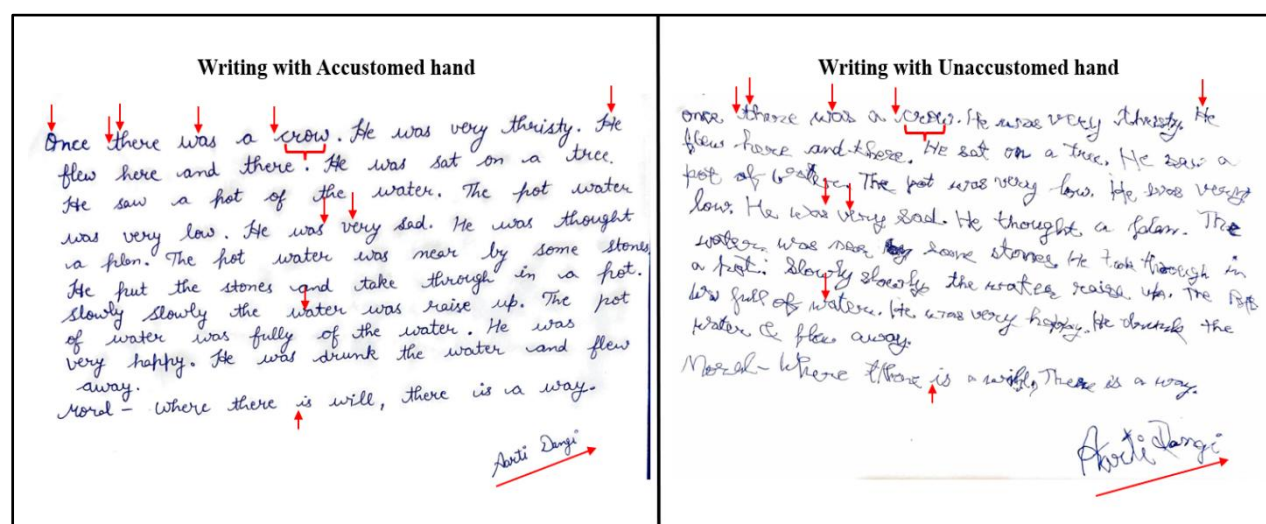 Writing with Accustomed hand
Once there was a crow. He was very thristy. He
flew here and there. He was sat on a tree.
He saw a pot of the water. The pot water
was very low. He was very sad. He was thought
a plan. The pot water was near by some stones
He put the stones and take through in a pot.
slowly slowly the water was raise up. The pot
of water was fully of the water. He was
very happy. He was drunk the water and flew
away.
Moral - where there is will, there is a way.
Aarti Dangi
Writing with Unaccustomed hand
once there was a crow. He was very thristy. He
flew here and there. He sat on a tree. He saw a
pot of water. The pot was very low. He was very
low. He was very sad. He thought a plan. The
water was near by some stones. He took through in
a pot. Slowly slowly the water raise up. The pot
full of water. He was very happy. He drunk the
water & flew away.
Moral - Where there is a will, There is a way.
Aarti Dangi